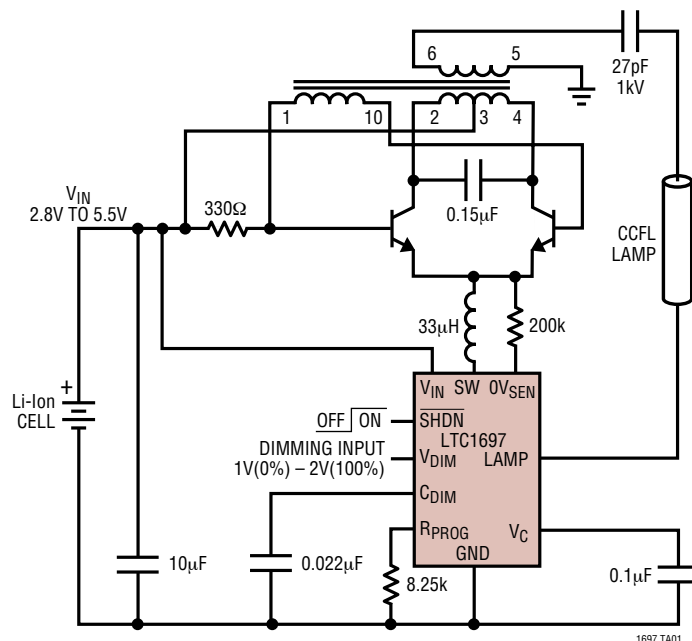 6
5
27pF
1kV
1
10
2
3
4
V_IN
2.8V TO 5.5V
330Ω
0.15µF
CCFL
LAMP
33µH
200k
Li-Ion
CELL
+
V_IN SW 0V_SEN
OFF ON
SHDN
LTC1697
DIMMING INPUT
1V(0%) – 2V(100%)
V_DIM
LAMP
C_DIM
R_PROG
V_C
GND
10µF
0.022µF
8.25k
0.1µF
1697 TA01